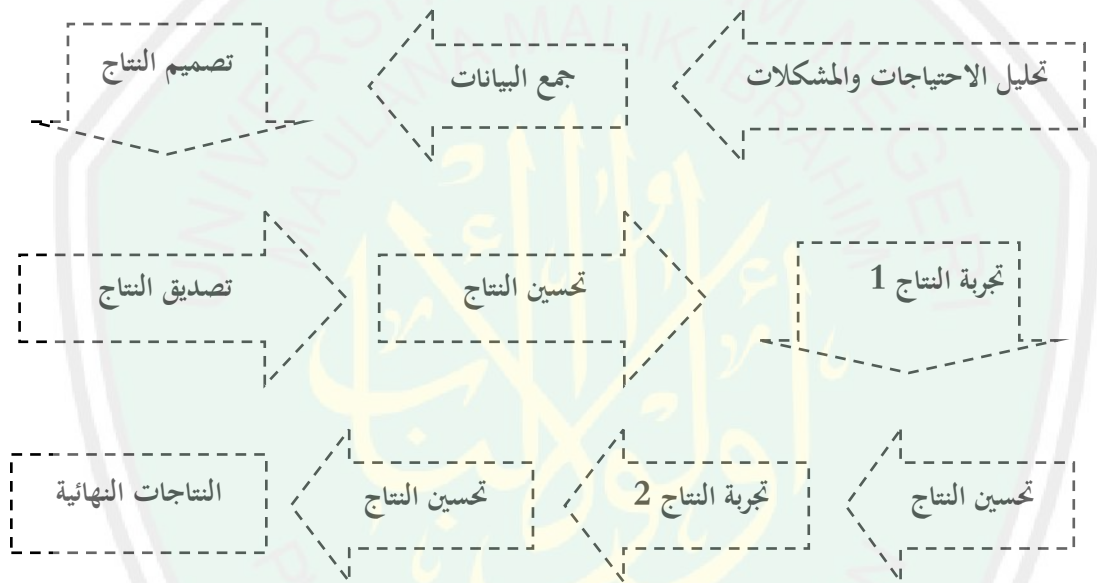 تحليل الاحتياجات والمشكلات
جمع البيانات
تصميم النتاج
تصديق النتاج
تحسين النتاج
تجربة النتاج 1
تحسين النتاج
تجربة النتاج 2
تحسين النتاج
النتاجات النهائية